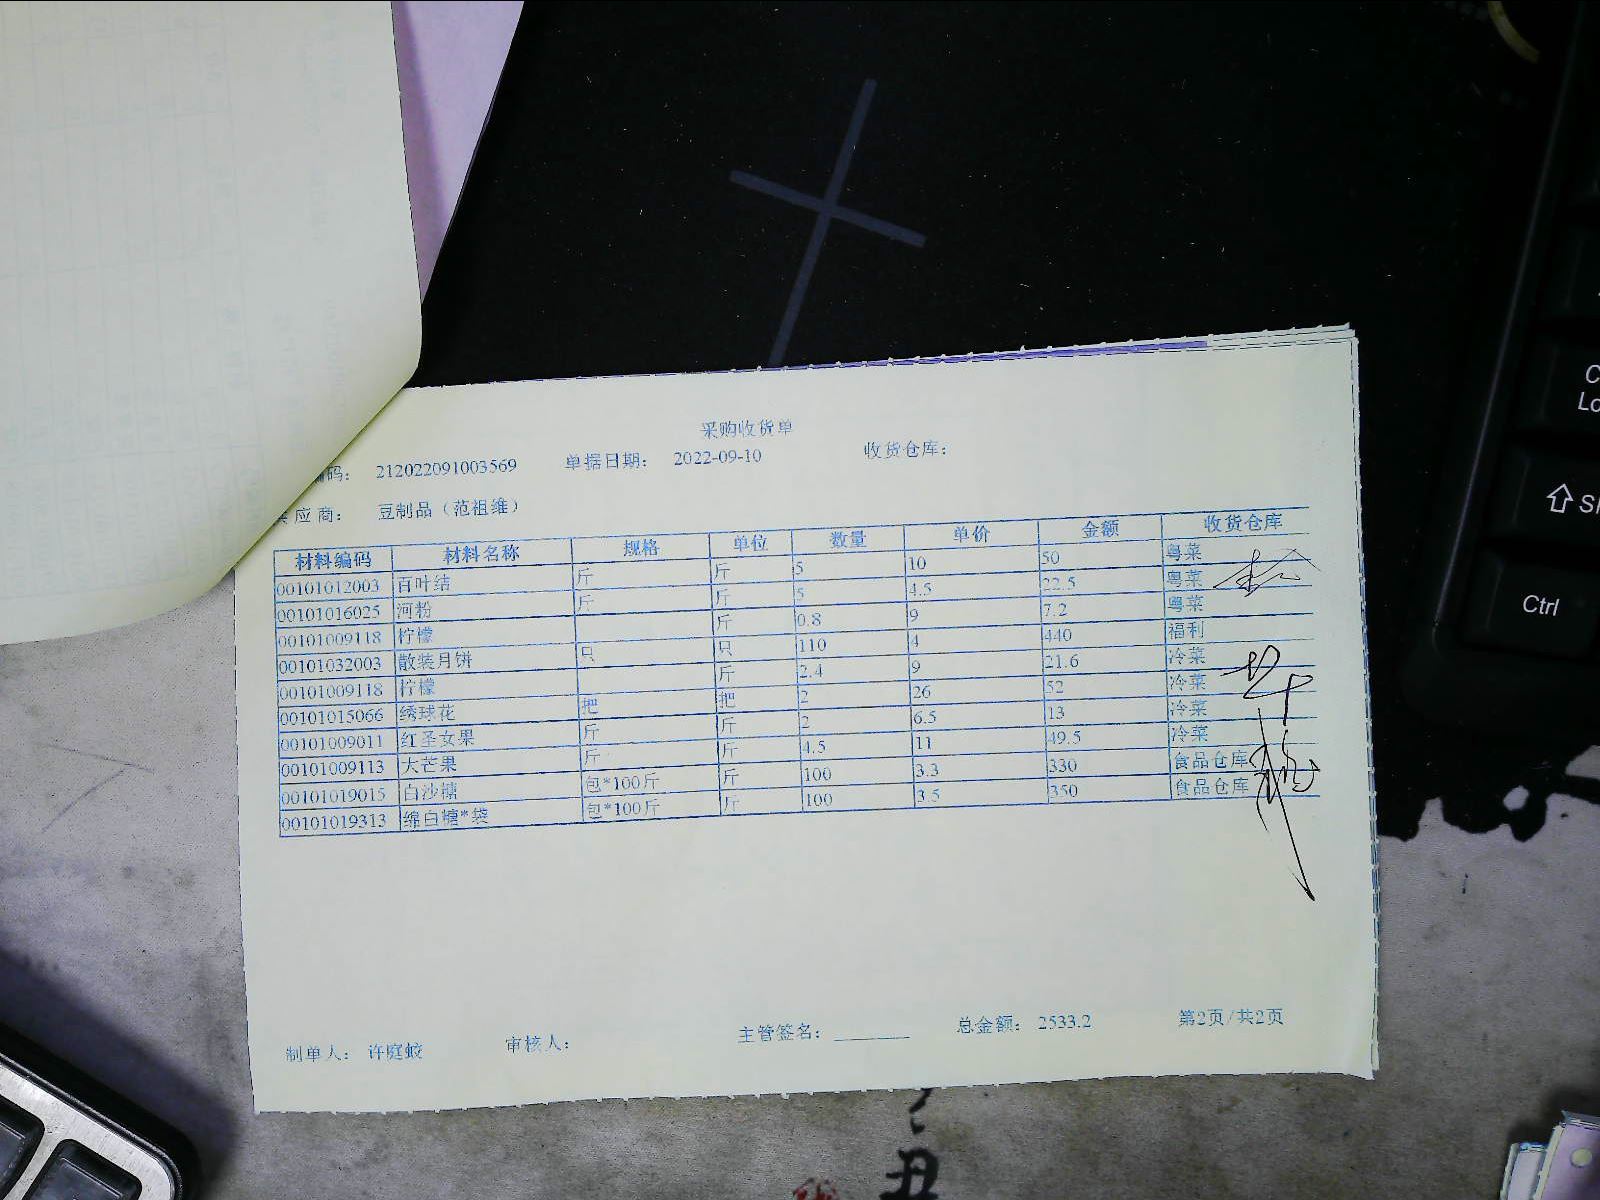 采购收货单
编码： 212022091003569 单据日期： 2022-09-10 收货仓库：
供应商： 豆制品（范祖维）
材料编码 材料名称 规格 单位 数量 单价 金额 收货仓库
00101012003 百叶结 斤 斤 5 10 50 粤菜
00101016025 河粉 斤 斤 5 4.5 22.5 粤菜
00101009118 柠檬 斤 0.8 9 7.2 粤菜
00101032003 散装月饼 只 只 110 4 440 福利
00101009118 柠檬 斤 2.4 9 21.6 冷菜
00101015066 绣球花 把 把 2 26 52 冷菜
00101009011 红圣女果 斤 斤 2 6.5 13 冷菜
00101009113 大芒果 斤 斤 4.5 11 49.5 冷菜
00101019015 白沙糖 包*100斤 斤 100 3.3 330 食品仓库
00101019313 绵白糖*袋 包*100斤 斤 100 3.5 350 食品仓库
制单人： 许庭蛟 审核人： 主管签名： 总金额： 2533.2 第2页/共2页
Ctrl
丑